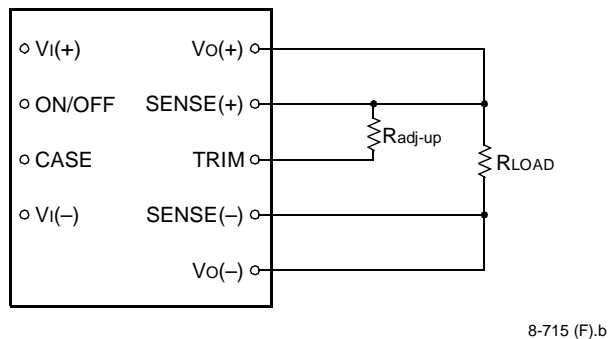 VI(+)
VO(+)
ON/OFF
SENSE(+)
Radj-up
CASE
TRIM
RLOAD
VI(–)
SENSE(–)
VO(–)
8-715 (F).b